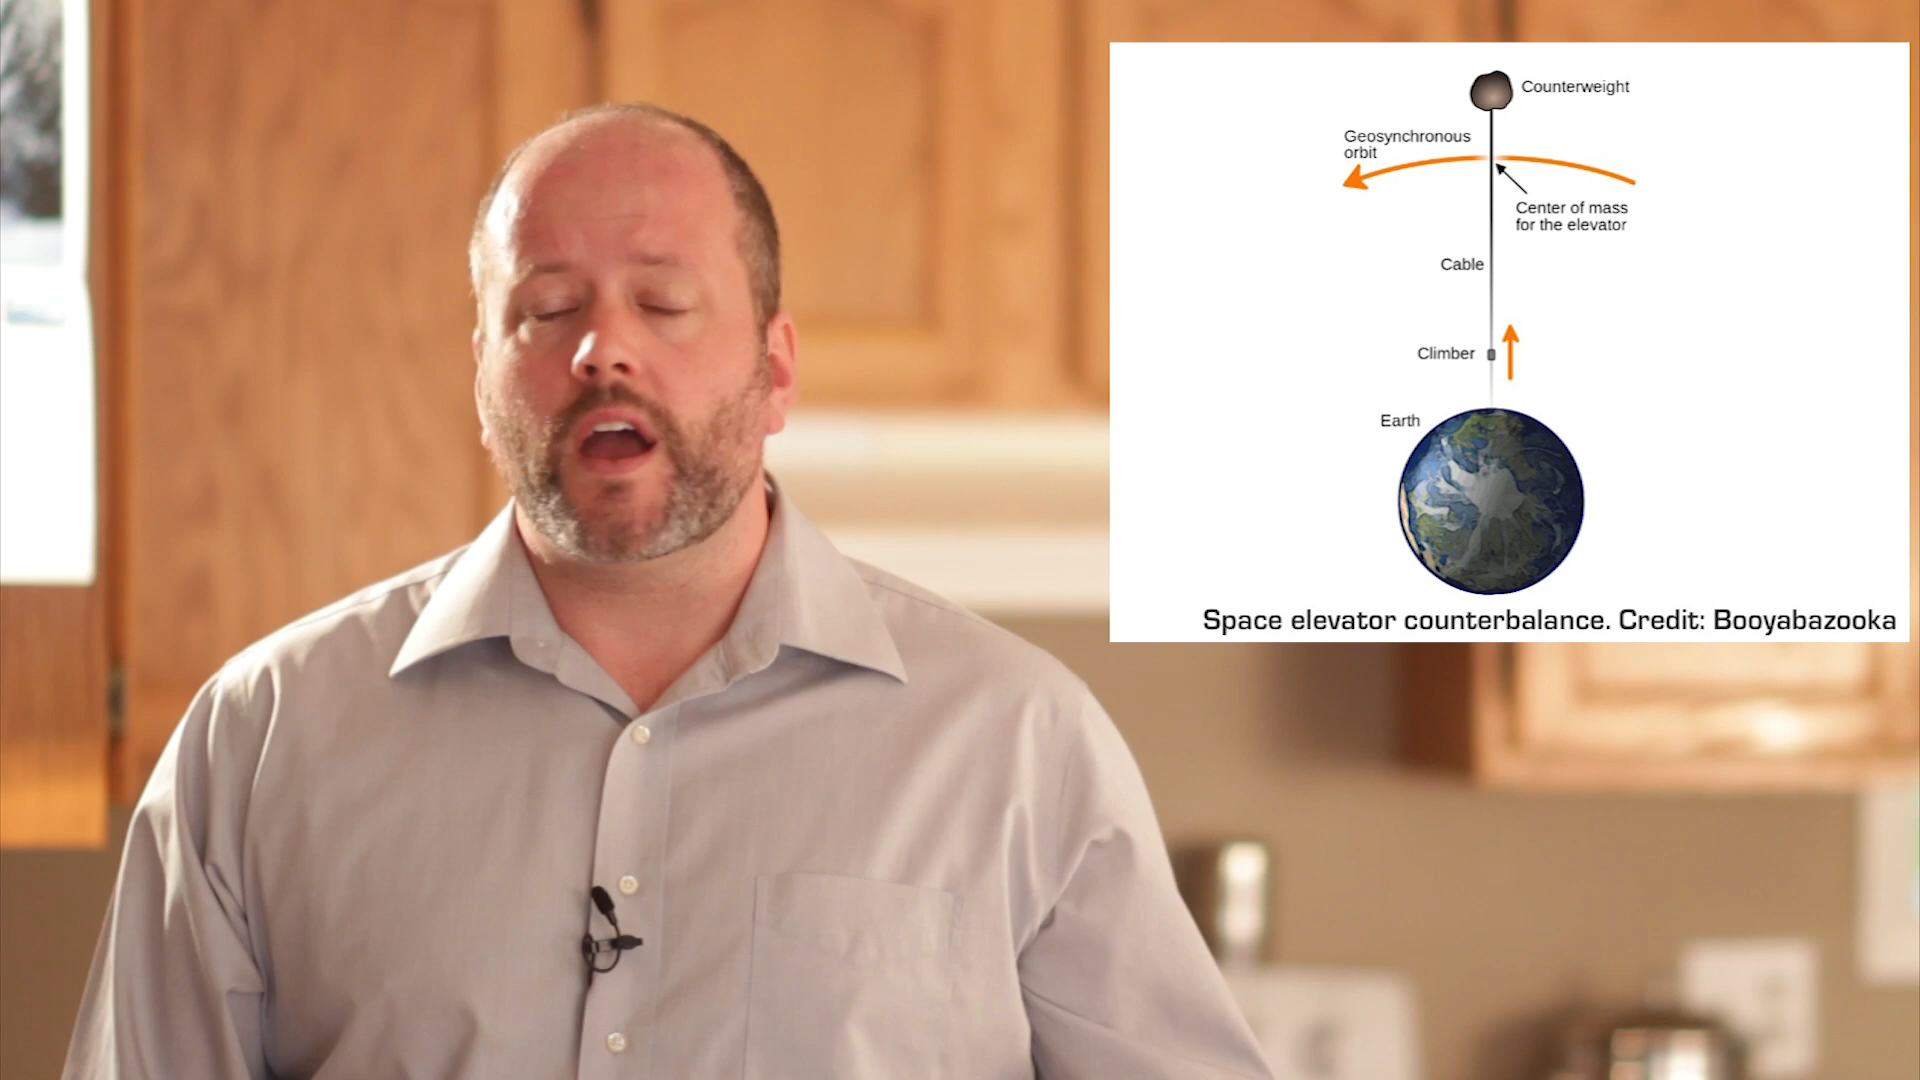 Counterweight
Geosynchronous
orbit
Center of mass
for the elevator
Cable
Climber
Earth
Space elevator counterbalance. Credit: Booyabazooka